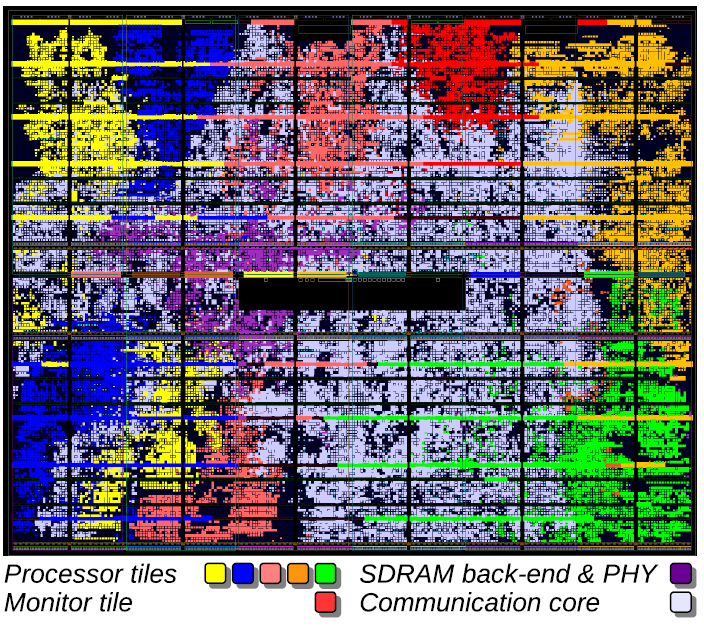 Processor tiles
SDRAM back-end & PHY
Monitor tile
Communication core